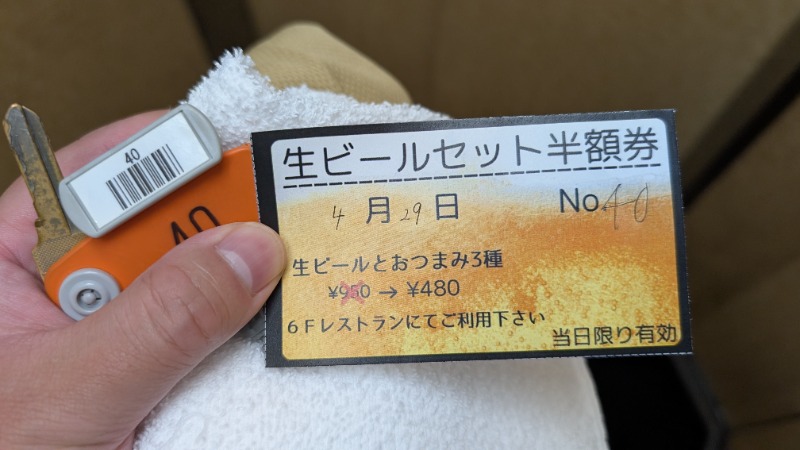 40
40
生ビールセット半額券
4月29日 No.40
生ビールとおつまみ3種
¥950 → ¥480
6Fレストランにてご利用下さい
当日限り有効